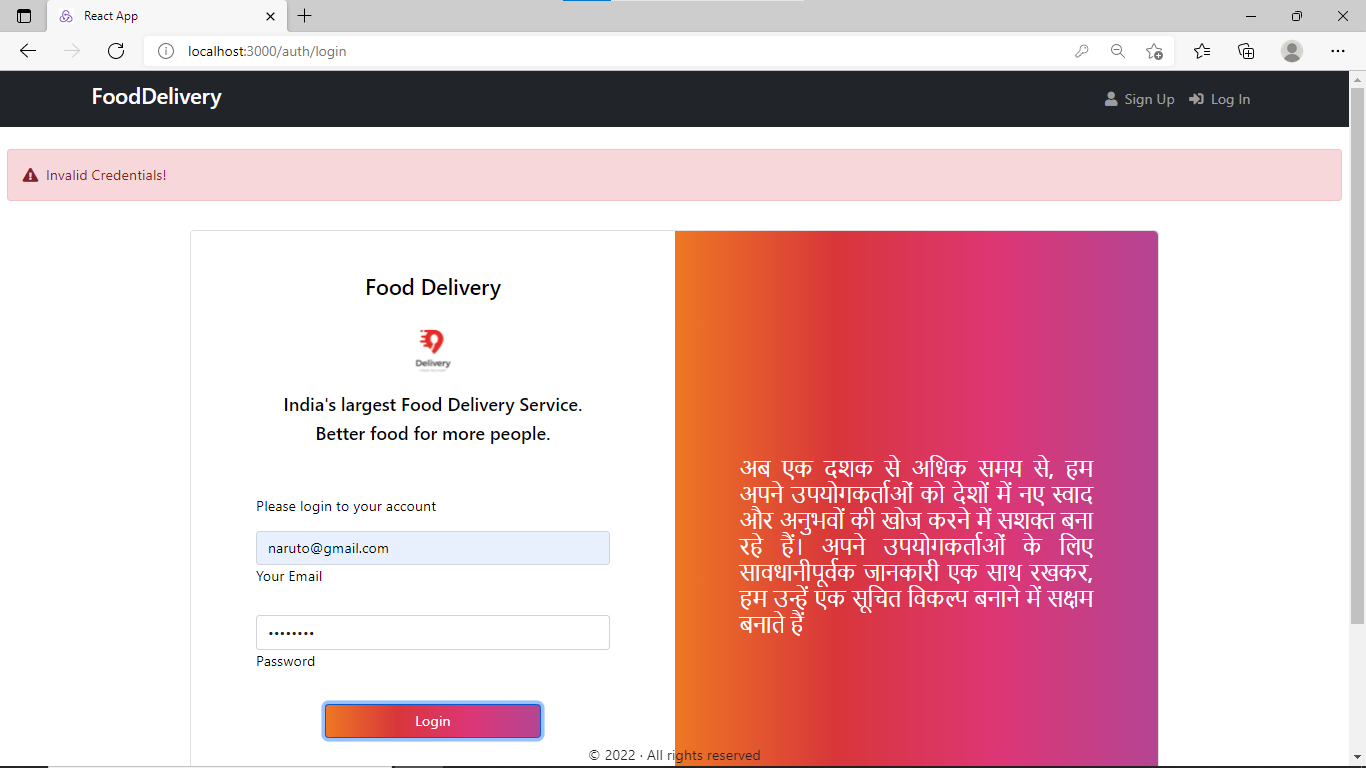 React App
localhost:3000/auth/login
FoodDelivery
Sign Up
Log In
Invalid Credentials!
Food Delivery
Delivery
India's largest Food Delivery Service.
Better food for more people.
Please login to your account
naruto@gmail.com
Your Email
••••••••
Password
Login
अब एक दशक से अधिक समय से, हम
अपने उपयोगकर्ताओं को देशों में नए स्वाद
और अनुभवों की खोज करने में सशक्त बना
रहे हैं। अपने उपयोगकर्ताओं के लिए
सावधानीपूर्वक जानकारी एक साथ रखकर,
हम उन्हें एक सूचित विकल्प बनाने में सक्षम
बनाते हैं
© 2022 · All rights reserved